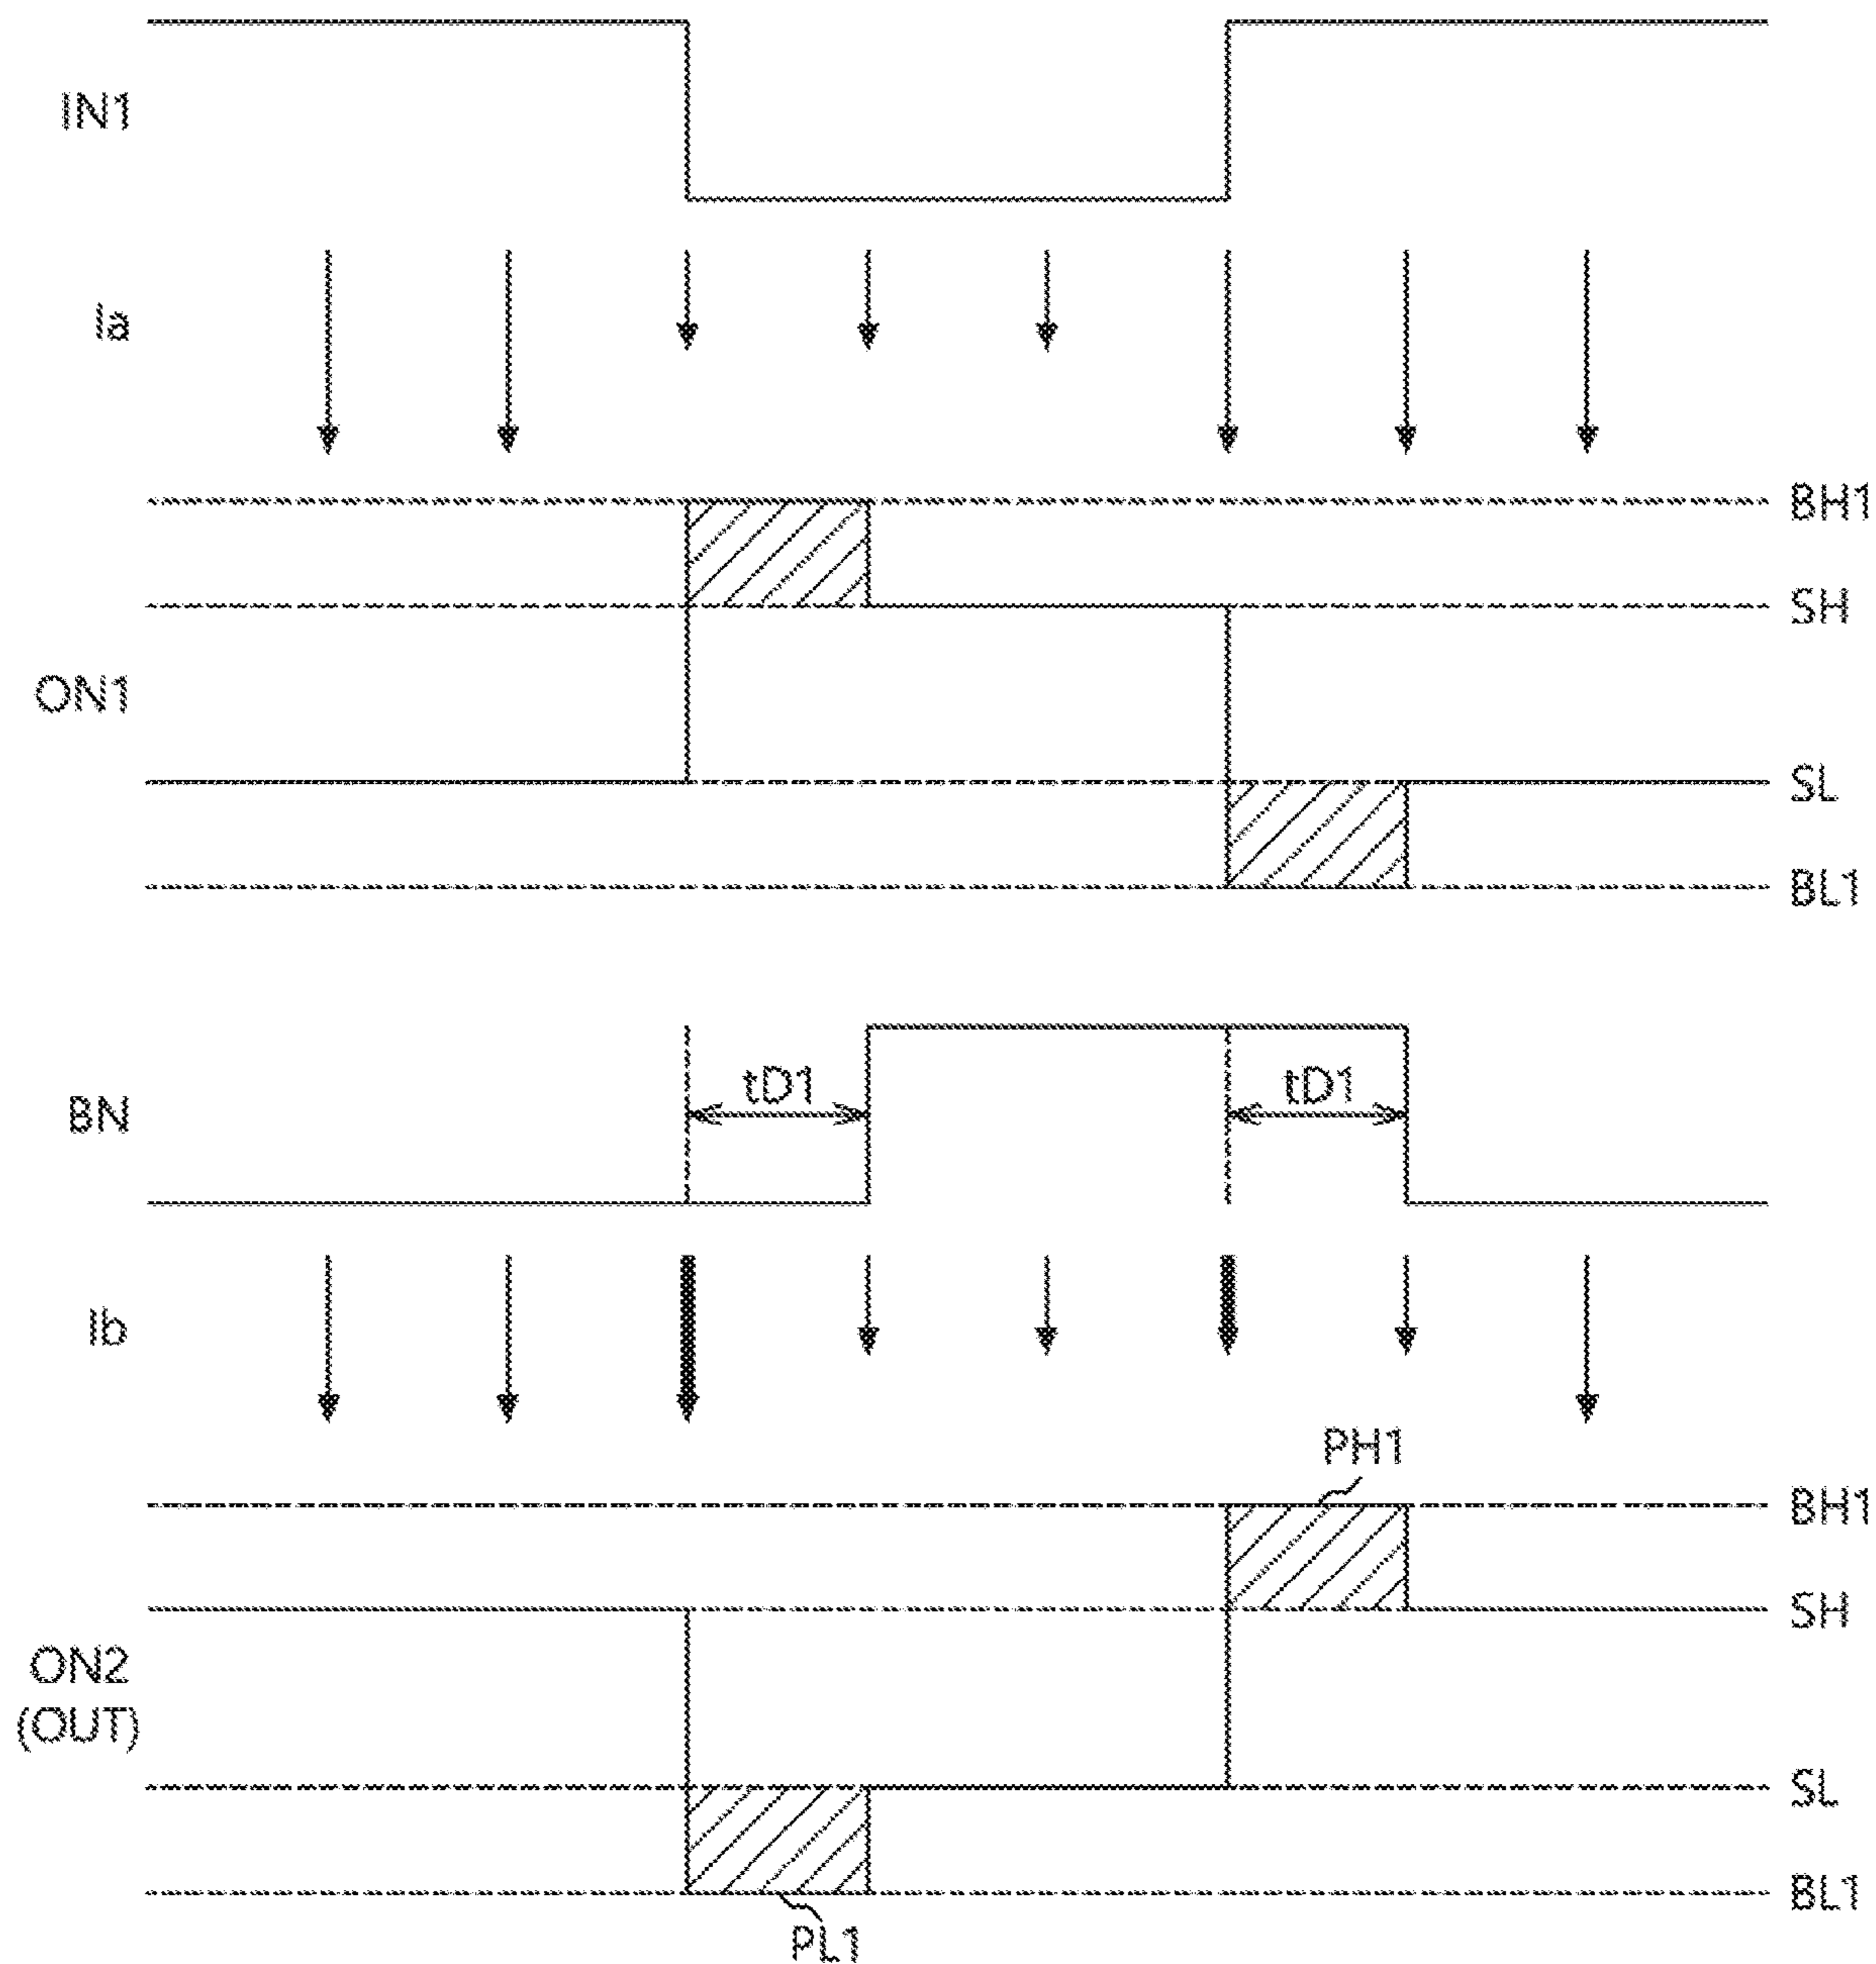 IN1
Ia
BH1
SH
ON1
SL
BL1
tD1 tD1
BN
Ib
PH1
BH1
SH
ON2
(OUT)
SL
BL1
PL1